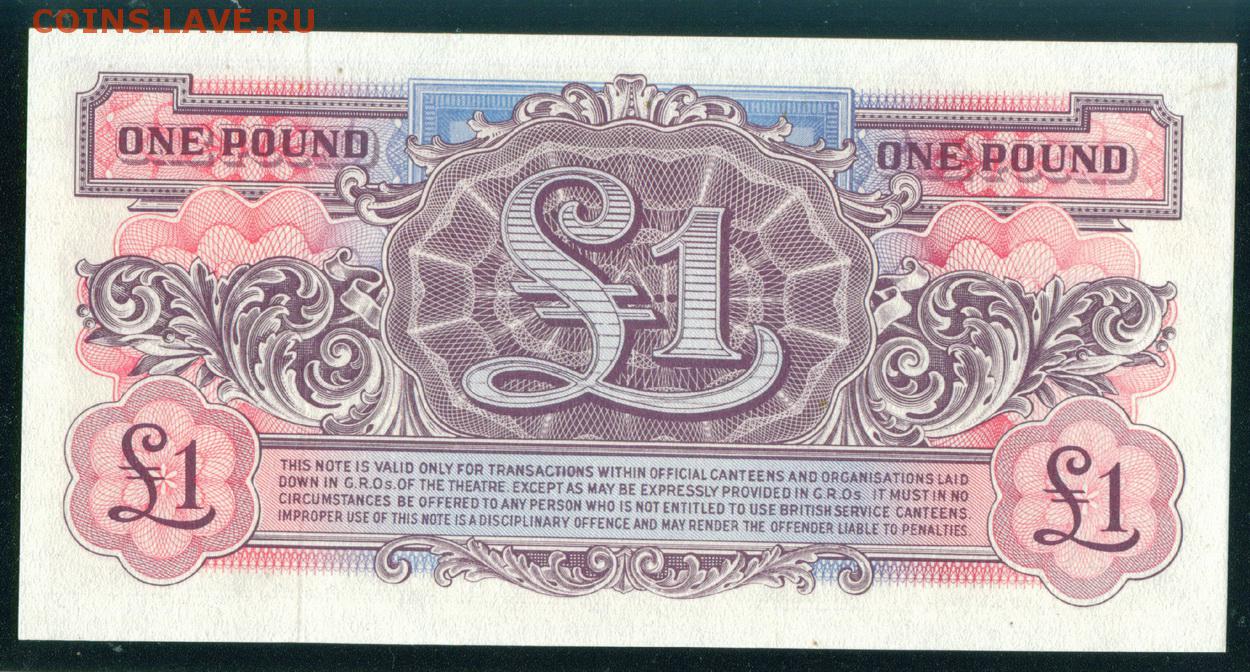 COINS.LAVE.RU
ONE POUND
ONE POUND
£1
THIS NOTE IS VALID ONLY FOR TRANSACTIONS WITHIN OFFICIAL CANTEENS AND ORGANISATIONS LAID
DOWN IN G.R.Os. OF THE THEATRE. EXCEPT AS MAY BE EXPRESSLY PROVIDED IN G.R.Os. IT MUST IN NO
CIRCUMSTANCES BE OFFERED TO ANY PERSON WHO IS NOT ENTITLED TO USE BRITISH SERVICE CANTEENS.
IMPROPER USE OF THIS NOTE IS A DISCIPLINARY OFFENCE AND MAY RENDER THE OFFENDER LIABLE TO PENALTIES.
£1
£1